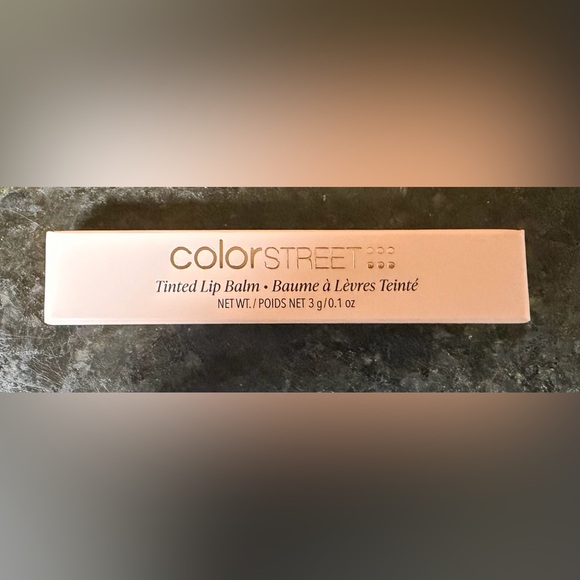 colorSTREET
Tinted Lip Balm • Baume à Lèvres Teinté
NET WT. / POIDS NET 3 g/0.1 oz